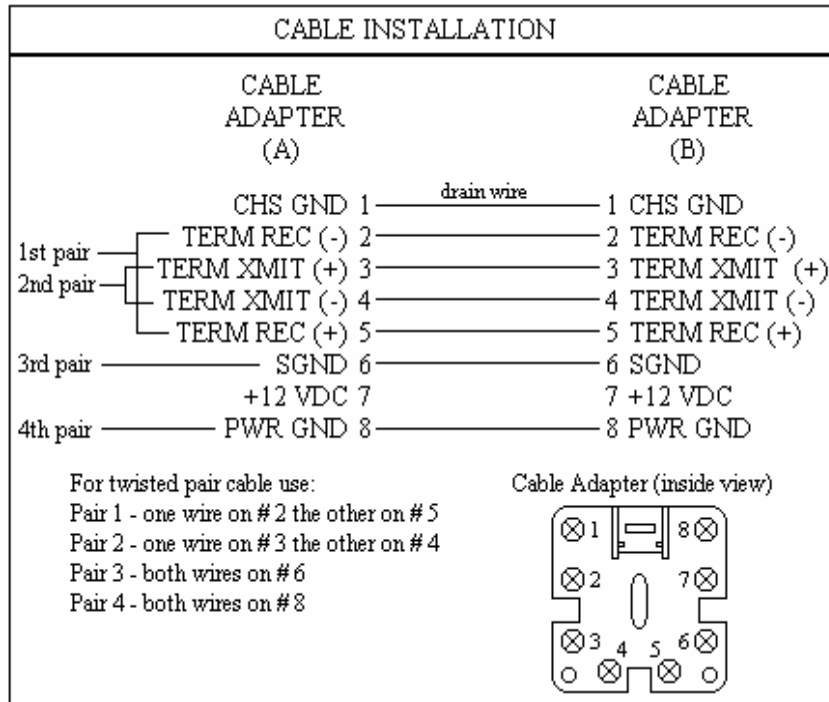 CABLE INSTALLATION
CABLE
ADAPTER
(A)
CABLE
ADAPTER
(B)
CHS GND 1 drain wire 1 CHS GND
TERM REC (-) 2 2 TERM REC (-)
1st pair
TERM XMIT (+) 3 3 TERM XMIT (+)
2nd pair
TERM XMIT (-) 4 4 TERM XMIT (-)
TERM REC (+) 5 5 TERM REC (+)
3rd pair SGND 6 6 SGND
+12 VDC 7 7 +12 VDC
4th pair PWR GND 8 8 PWR GND
For twisted pair cable use:
Pair 1 - one wire on # 2 the other on # 5
Pair 2 - one wire on # 3 the other on # 4
Pair 3 - both wires on # 6
Pair 4 - both wires on # 8
Cable Adapter (inside view)
1 8
2 7
3 4 5 6